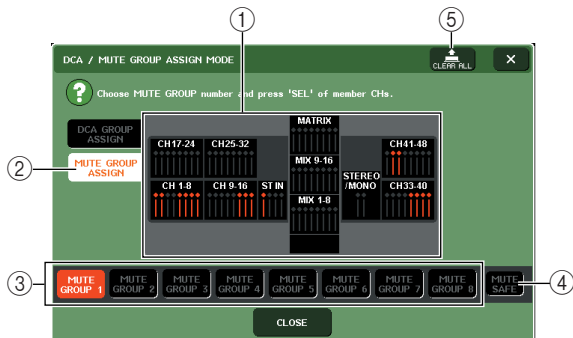 ①
⑤
DCA / MUTE GROUP ASSIGN MODE
CLEAR ALL
×
? Choose MUTE GROUP number and press 'SEL' of member CHs.
DCA GROUP
ASSIGN
②
MUTE GROUP
ASSIGN
MATRIX
CH17-24 CH25-32
CH41-48
MIX 9-16
STEREO
/MONO
CH 1-8 CH 9-16 ST IN
CH33-40
MIX 1-8
③
MUTE
GROUP 1
MUTE
GROUP 2
MUTE
GROUP 3
MUTE
GROUP 4
MUTE
GROUP 5
MUTE
GROUP 6
MUTE
GROUP 7
MUTE
GROUP 8
MUTE
SAFE
④
CLOSE